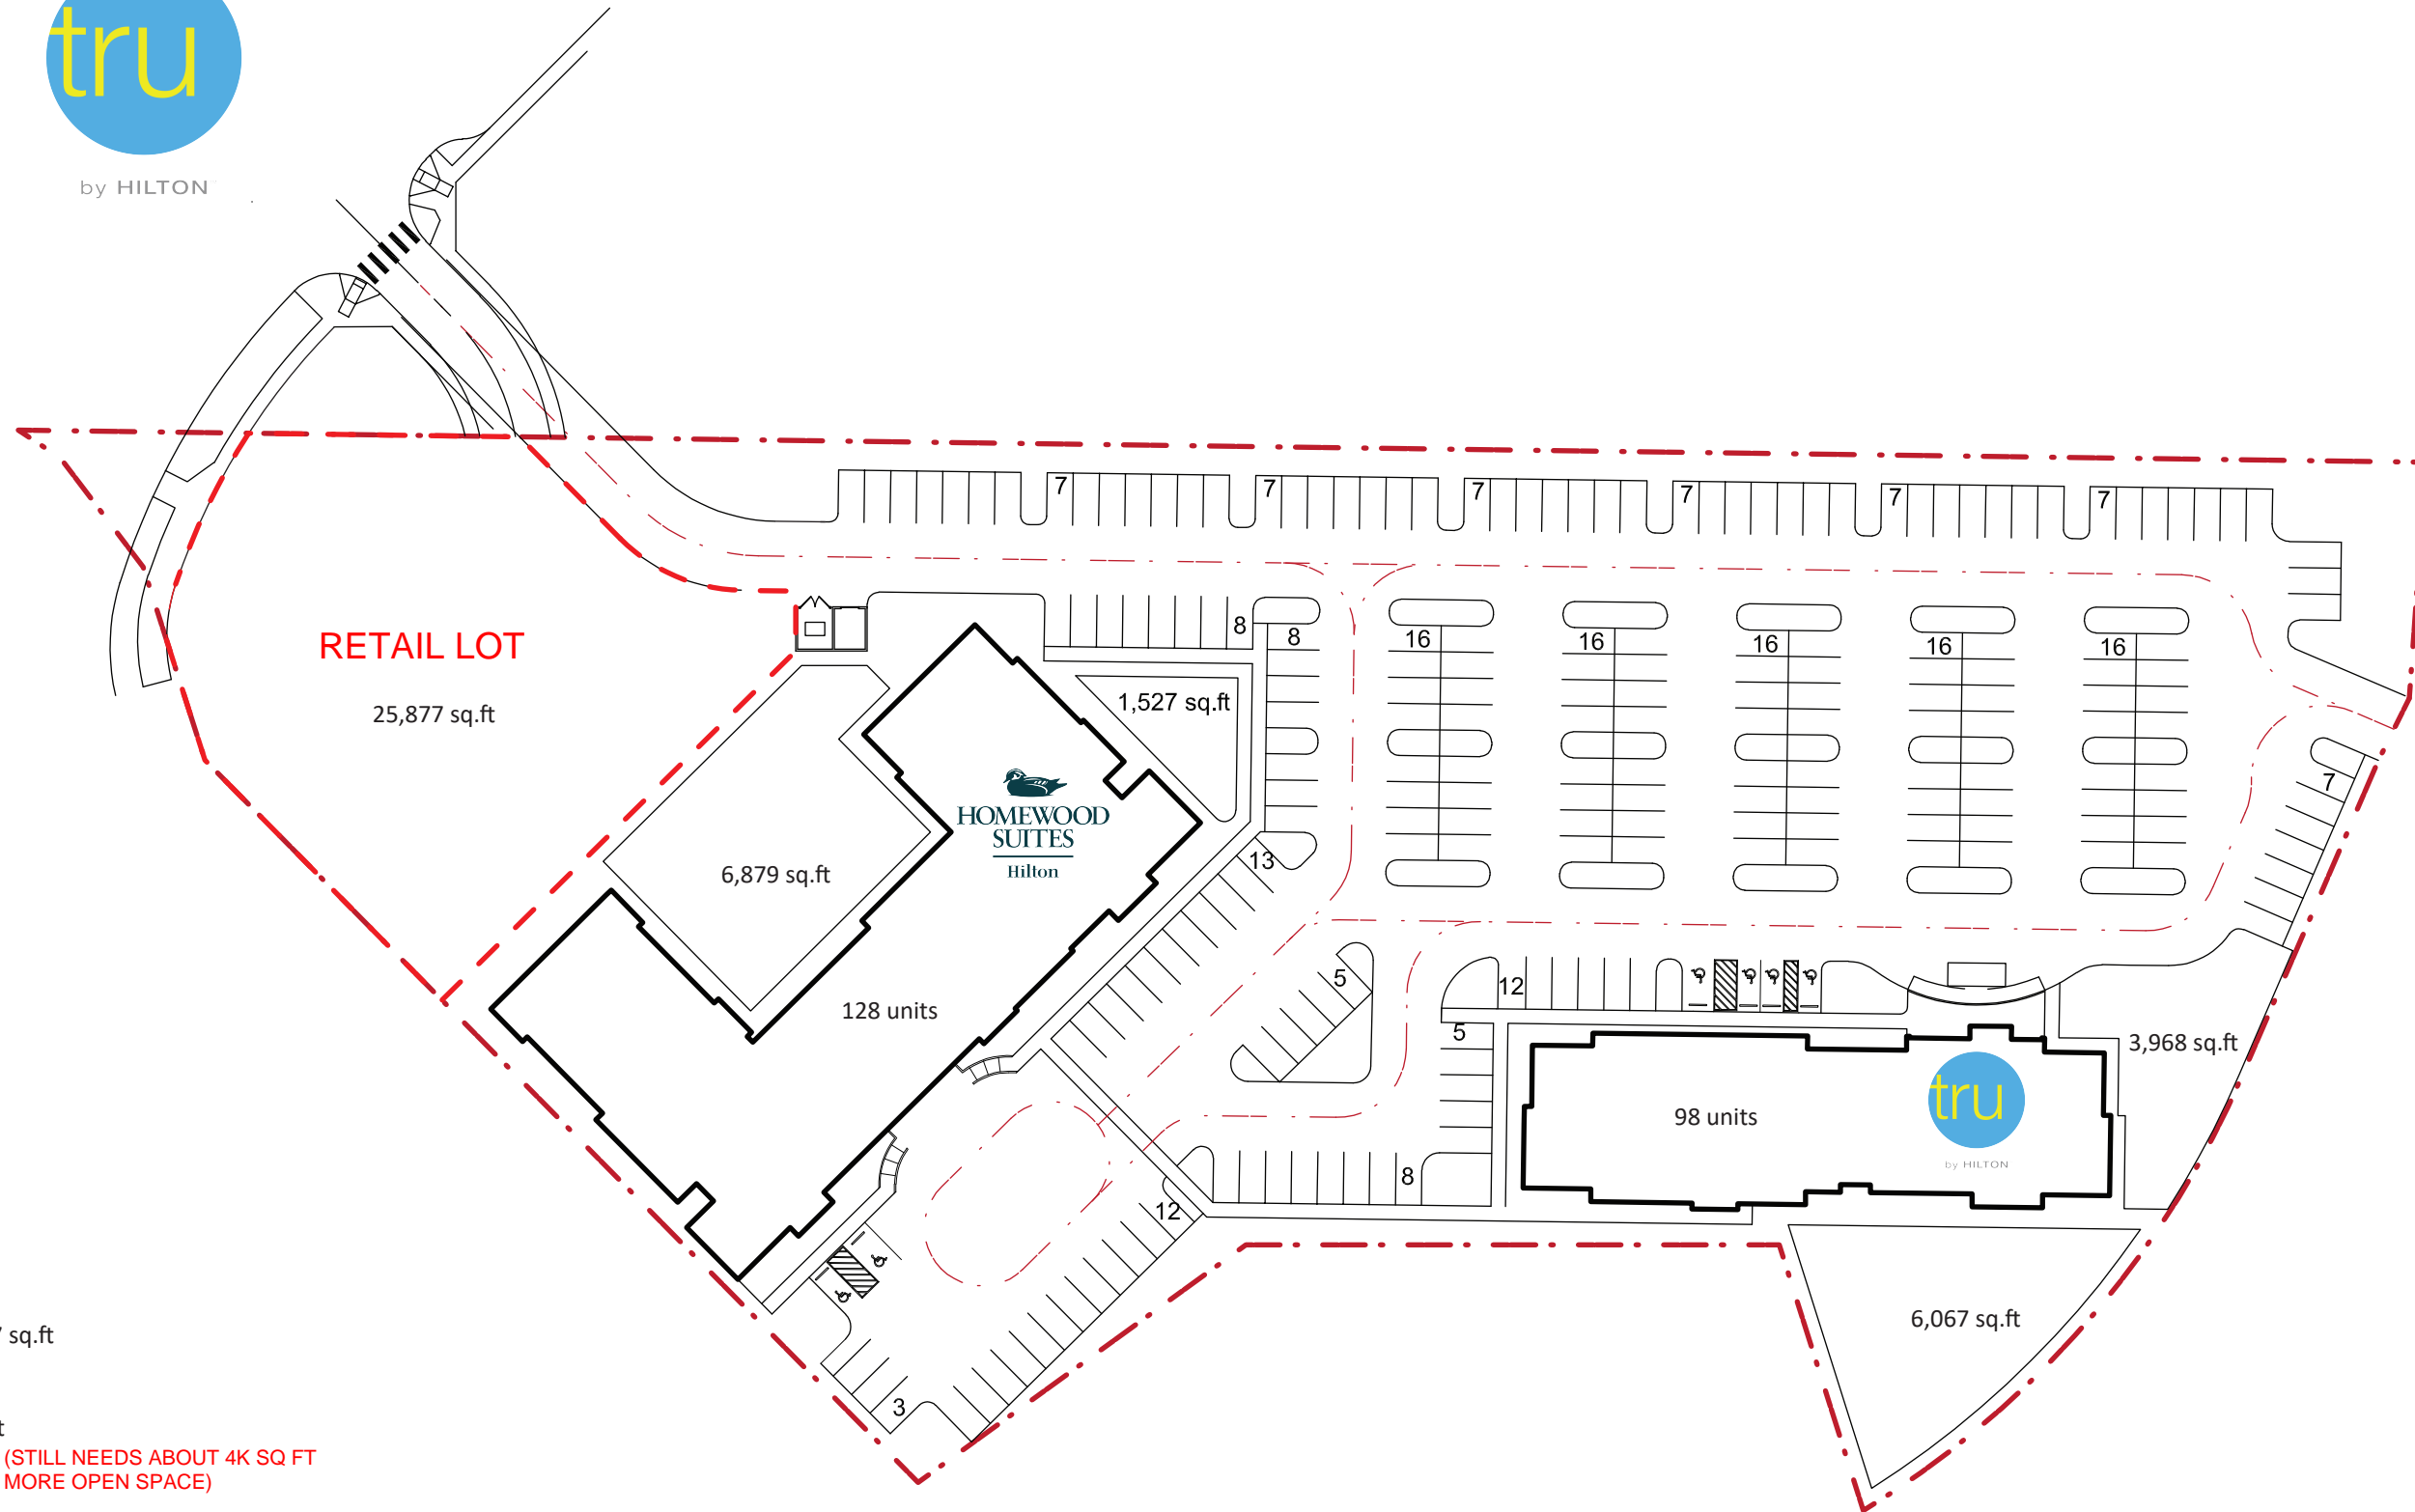 tru
by HILTON
7
7
7
7
7
7
8
8
16
16
16
16
16
RETAIL LOT
25,877 sq.ft
1,527 sq.ft
7
HOMEWOOD
SUITES
Hilton
13
6,879 sq.ft
5
12
128 units
5
3,968 sq.ft
tru
98 units
by HILTON
8
12
6,067 sq.ft
sq.ft
3
(STILL NEEDS ABOUT 4K SQ FT
MORE OPEN SPACE)